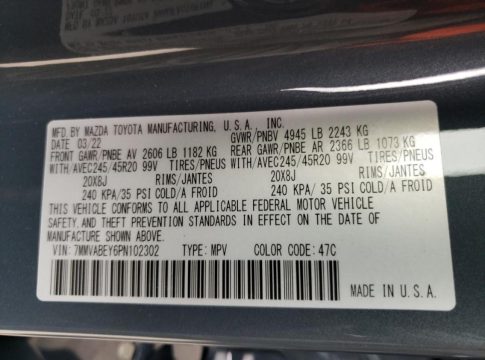 MFD. BY MAZDA TOYOTA MANUFACTURING, U.S.A., INC.
DATE 03/22 GVWR/PNBV 4945 LB 2243 KG
FRONT GAWR/PNBE AV 2606 LB 1182 KG REAR GAWR/PNBE AR 2366 LB 1073 KG
WITH/AVEC245/45R20 99V TIRES/PNEUS WITH/AVEC245/45R20 99V TIRES/PNEUS
20X8J RIMS/JANTES 20X8J RIMS/JANTES
240 KPA/35 PSI COLD/A FROID 240 KPA/35 PSI COLD/A FROID
THIS VEHICLE CONFORMS TO ALL APPLICABLE FEDERAL MOTOR VEHICLE
SAFETY, AND THEFT PREVENTION STANDARDS IN EFFECT ON THE DATE OF
MANUFACTURE SHOWN ABOVE.
VIN: 7MMVABEY6PN102302 TYPE: MPV COLOR CODE: 47C
MADE IN U.S.A.